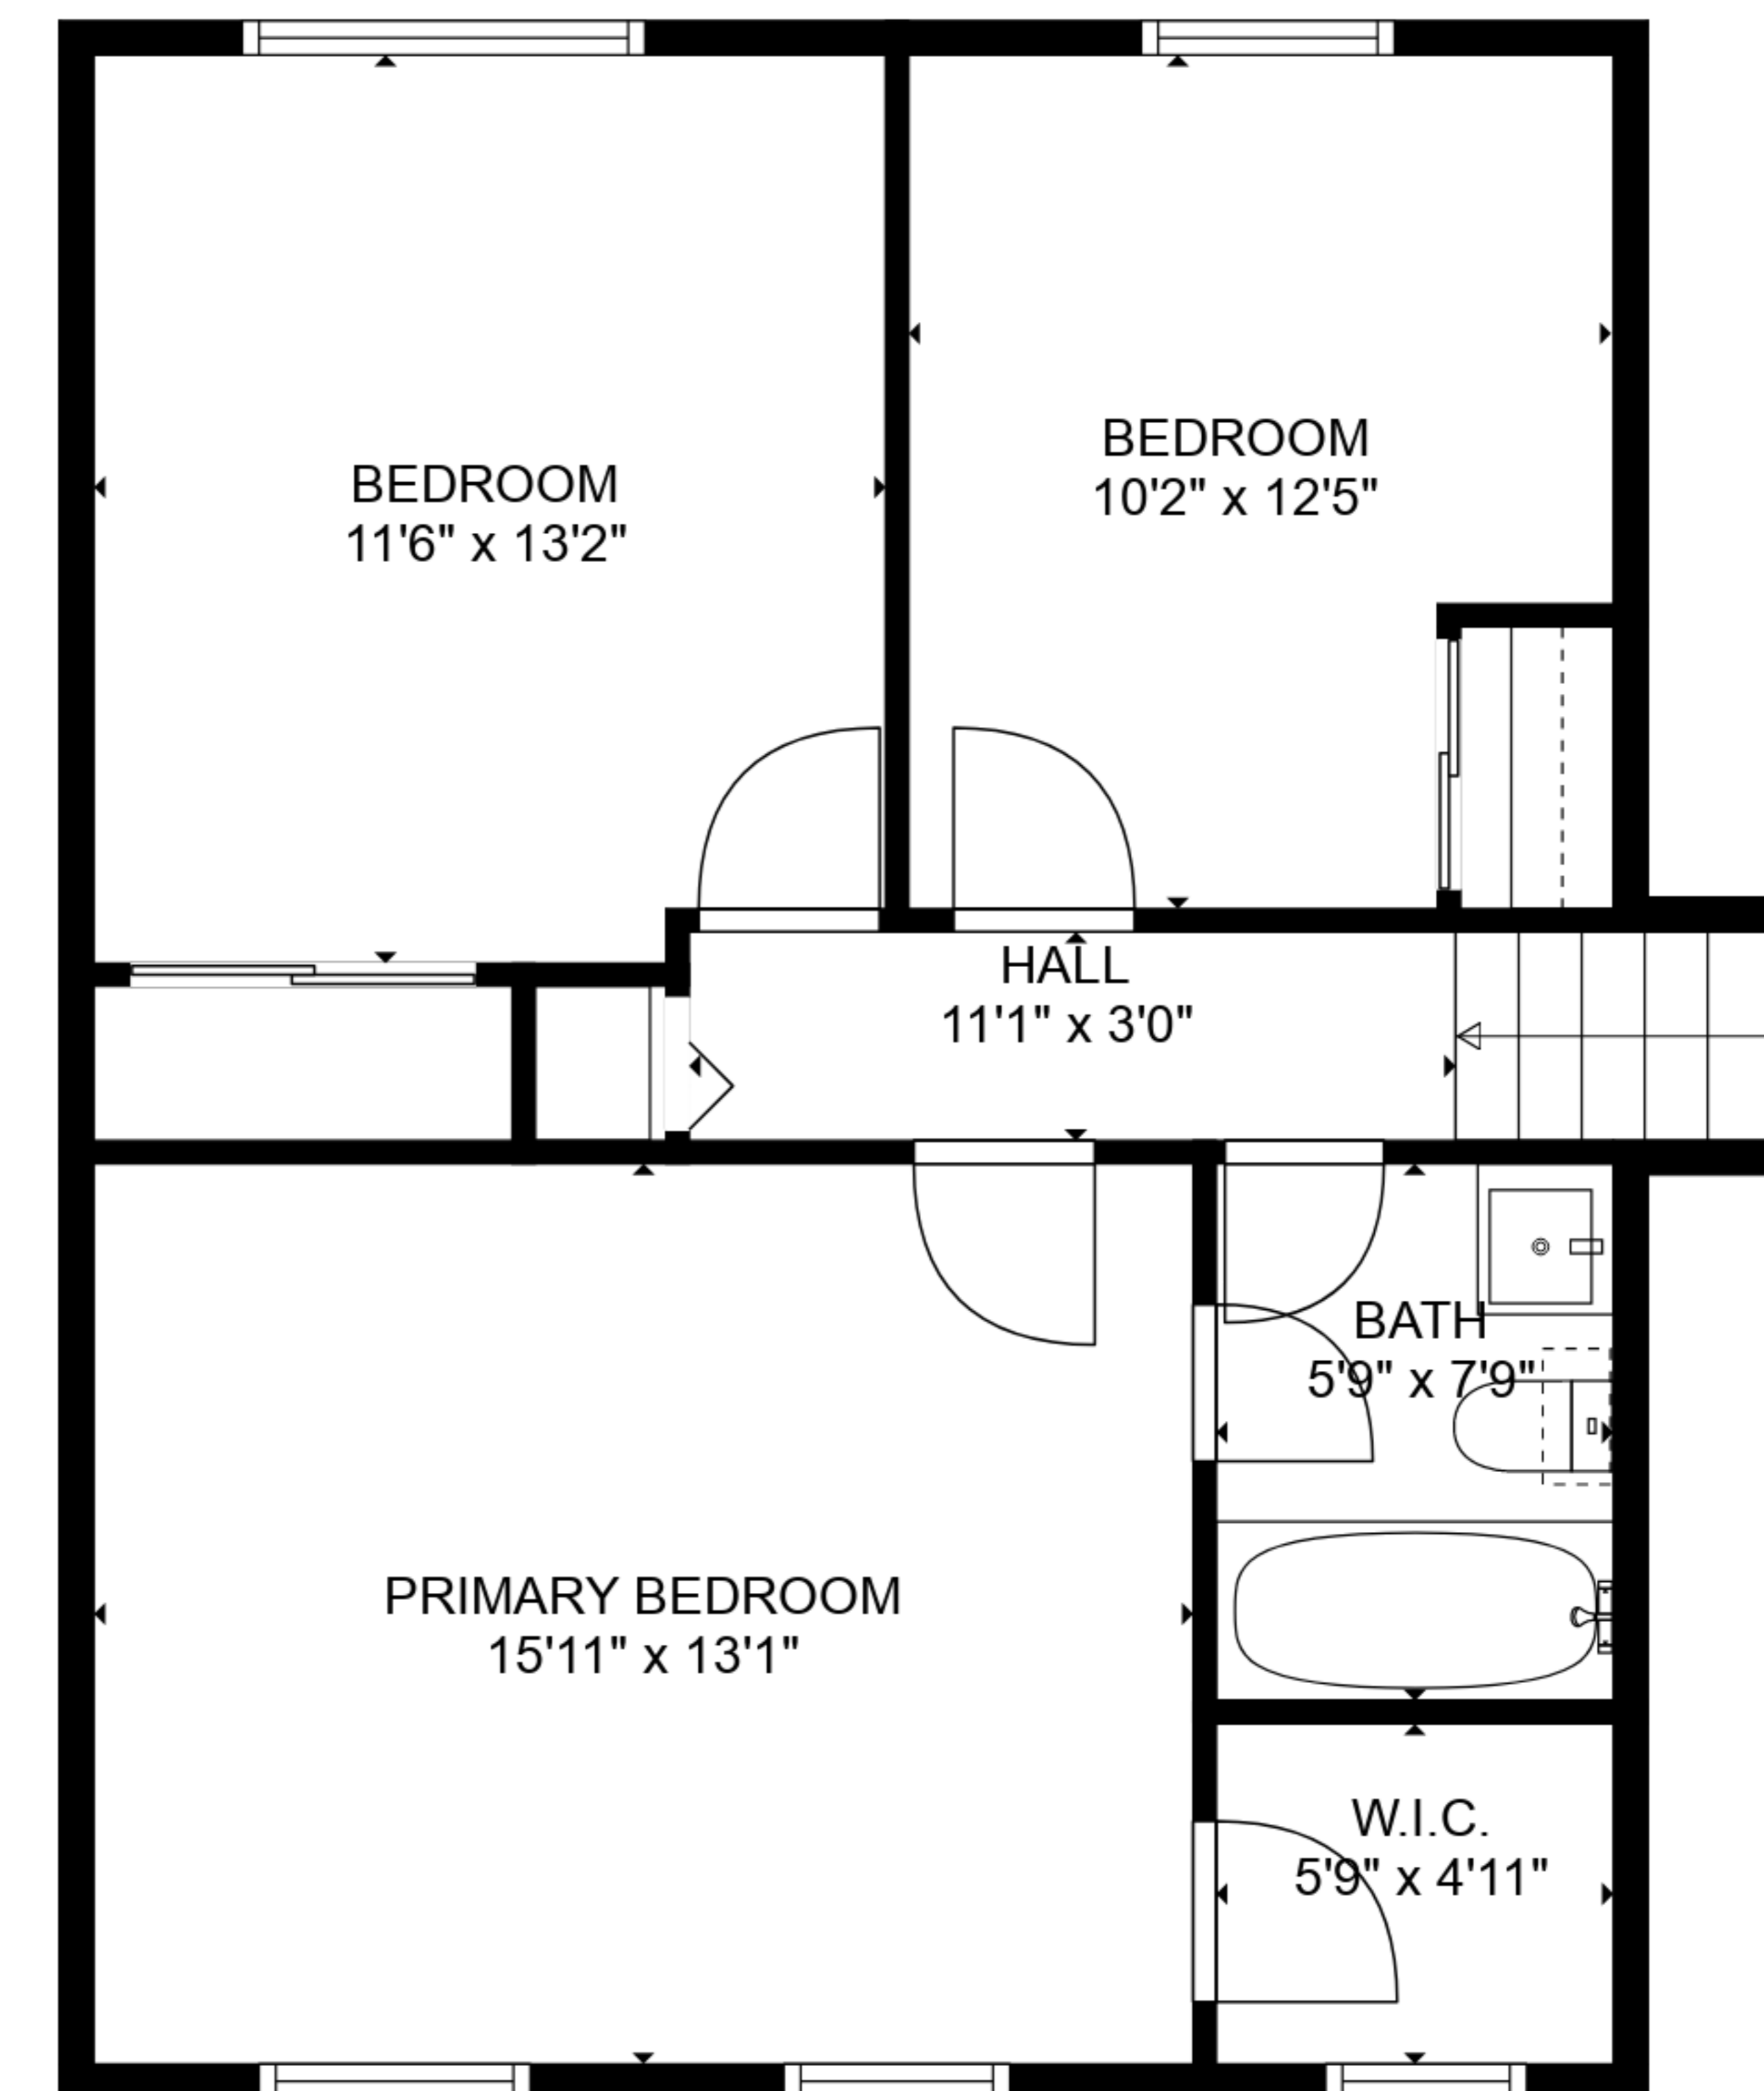 BEDROOM
11'6" x 13'2"
BEDROOM
10'2" x 12'5"
HALL
11'1" x 3'0"
BATH
5'9" x 7'9"
PRIMARY BEDROOM
15'11" x 13'1"
W.I.C.
5'9" x 4'11"